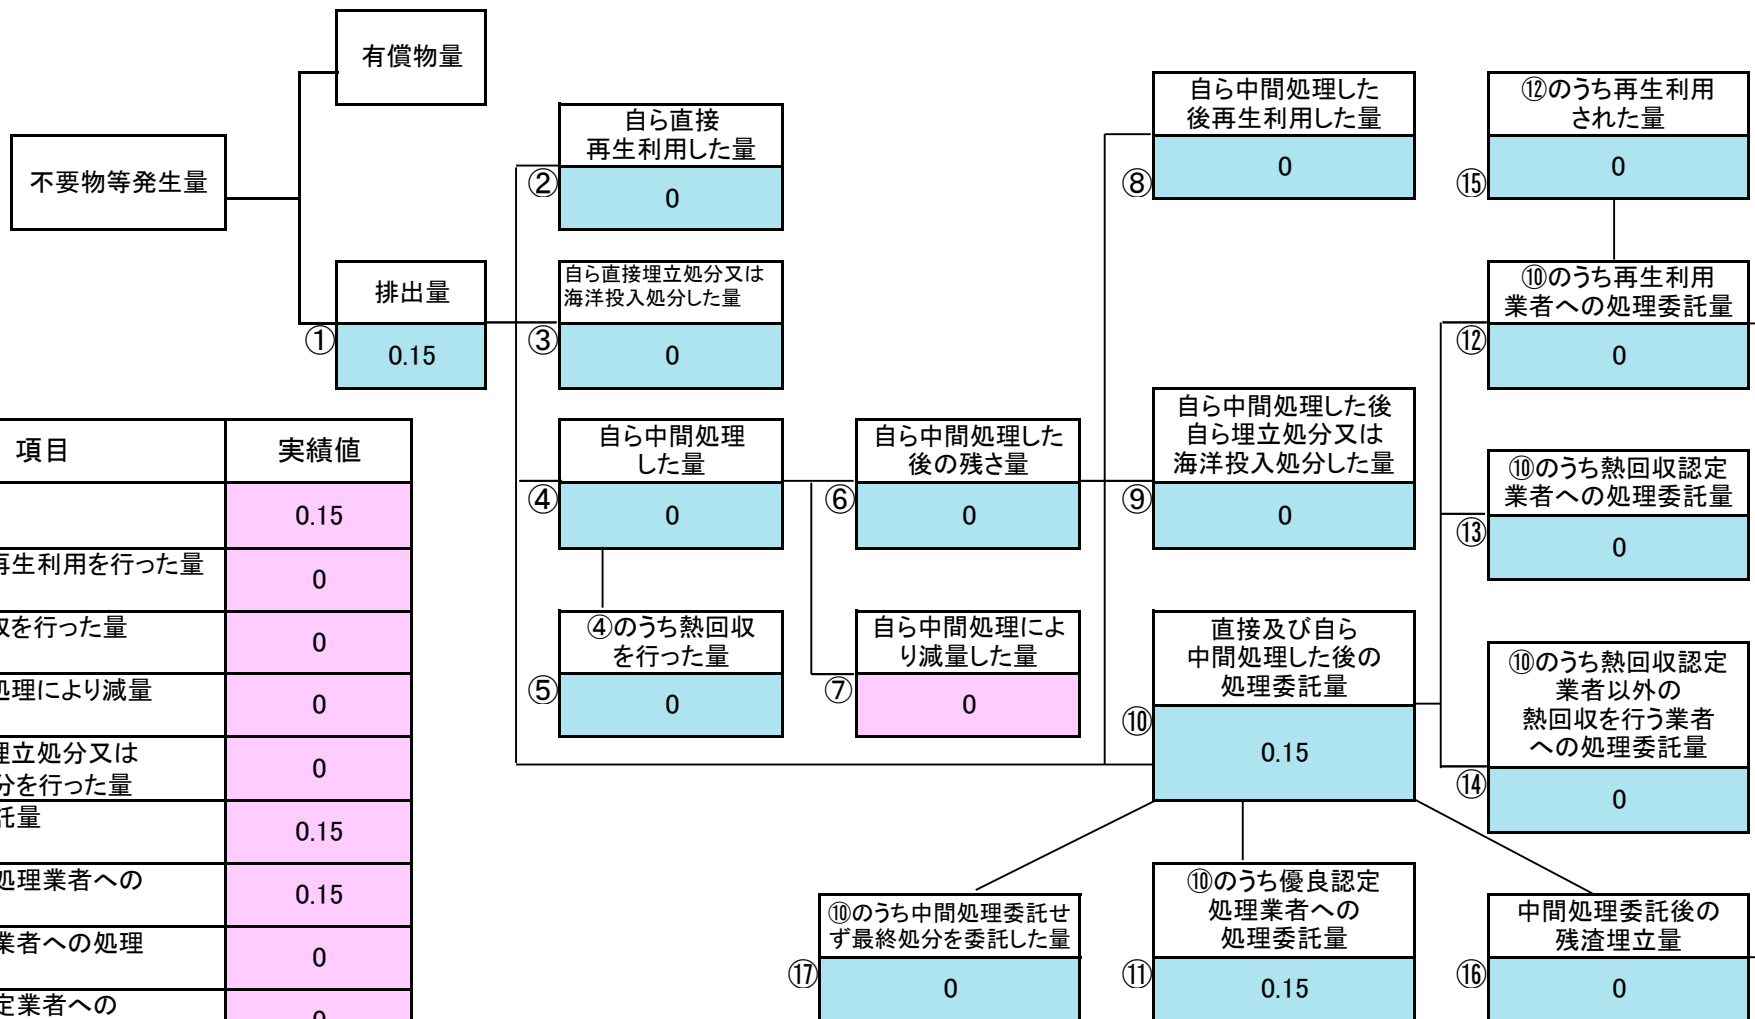 有償物量
不要物等発生量
排出量
①
0.15
自ら直接
再生利用した量
②
0
自ら直接埋立処分又は
海洋投入処分した量
③
0
自ら中間処理
した量
④
0
④のうち熱回収
を行った量
⑤
0
自ら中間処理した
後の残さ量
⑥
0
自ら中間処理によ
り減量した量
⑦
0
自ら中間処理した
後再生利用した量
⑧
0
自ら中間処理した後
自ら埋立処分又は
海洋投入処分した量
⑨
0
直接及び自ら
中間処理した後の
処理委託量
⑩
0.15
⑩のうち優良認定
処理業者への
処理委託量
⑪
0.15
⑫のうち再生利用
された量
⑮
0
⑩のうち再生利用
業者への処理委託量
⑫
0
⑩のうち熱回収認定
業者への処理委託量
⑬
0
⑩のうち熱回収認定
業者以外の
熱回収を行う業者
への処理委託量
⑭
0
中間処理委託後の
残渣埋立量
⑯
0
⑩のうち中間処理委託せ
ず最終処分を委託した量
⑰
0
項目 実績値
0.15
再生利用を行った量
0
収を行った量
0
処理により減量
0
埋立処分又は
分を行った量
0
託量
0.15
処理業者への
0.15
業者への処理
0
定業者への
0